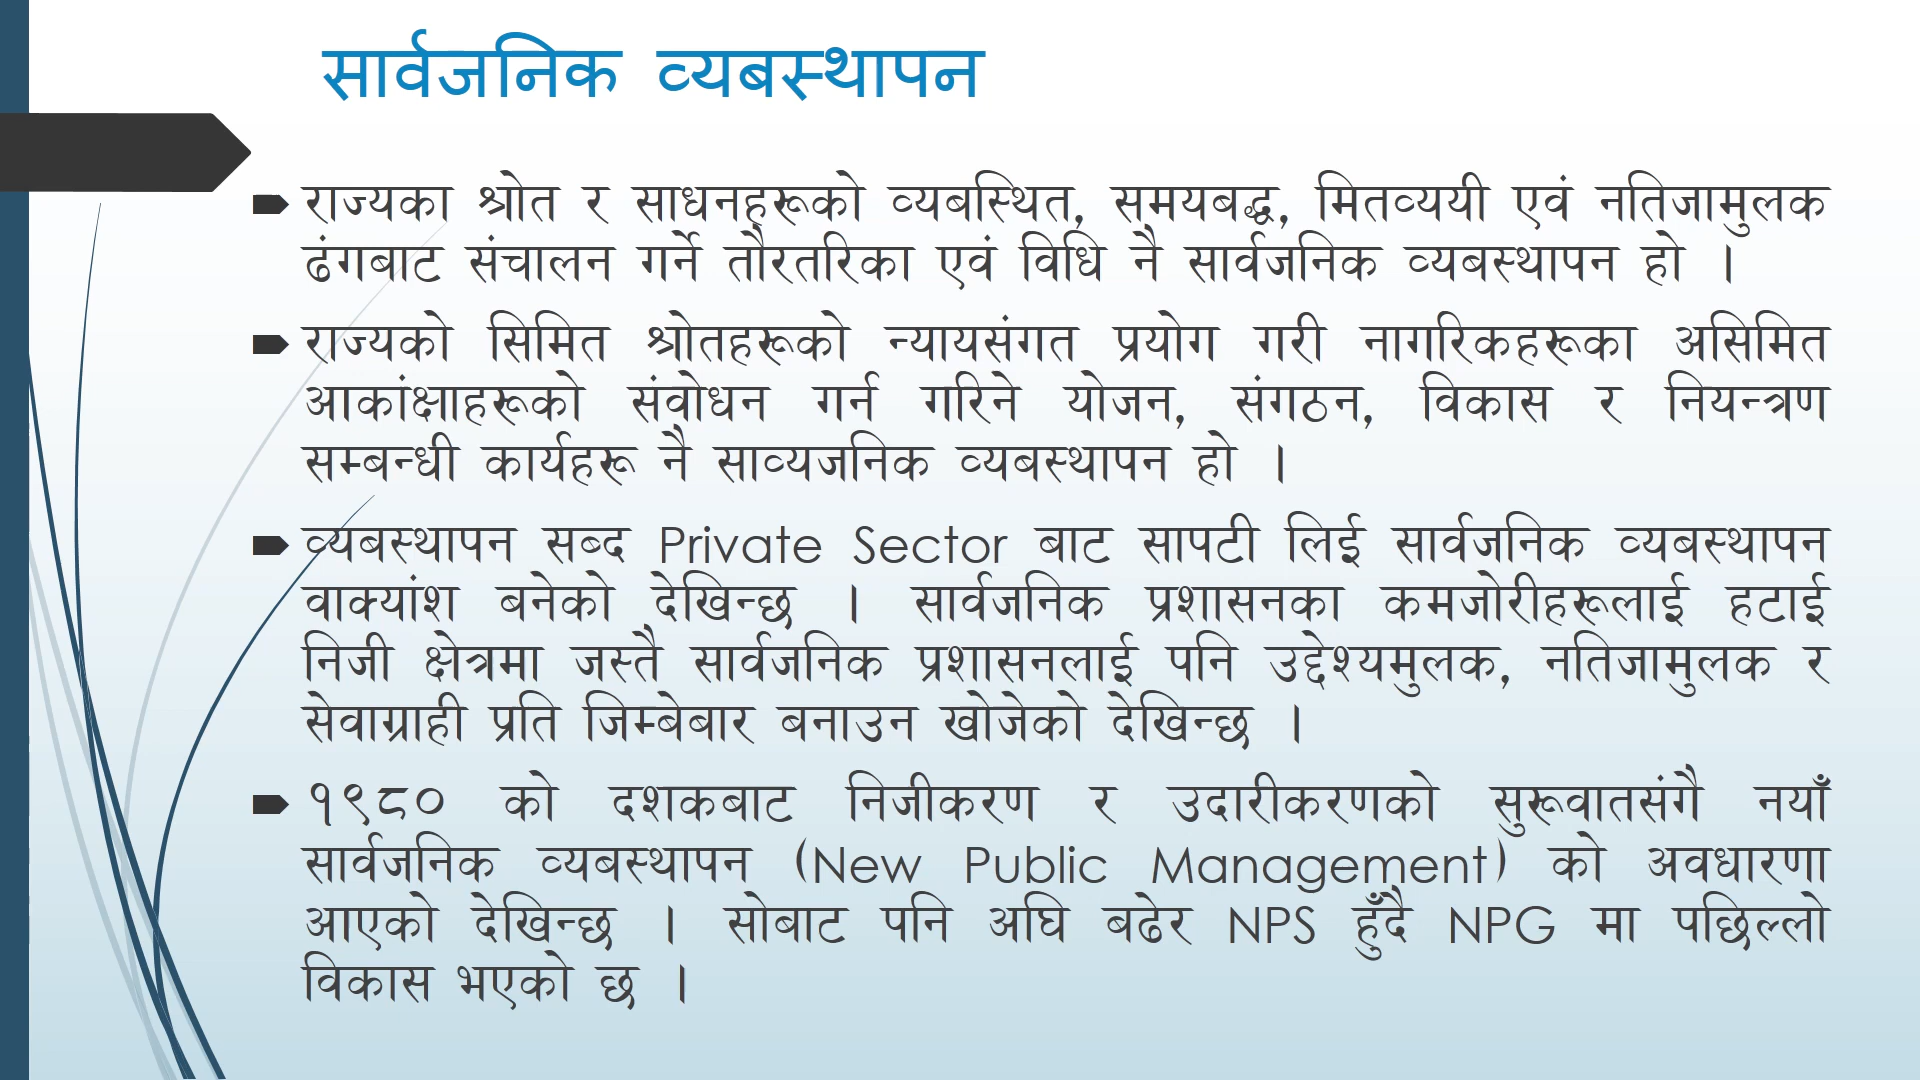 सार्वजनिक व्यबस्थापन
राज्यका श्रोत र साधनहरूको व्यबस्थित, समयबद्ध, मितव्ययी एवं नतिजामुलक
ढंगबाट संचालन गर्ने तौरतरिका एवं विधि नै सार्वजनिक व्यबस्थापन हो ।
राज्यको सिमित श्रोतहरूको न्यायसंगत प्रयोग गरी नागरिकहरूका असिमित
आकांक्षाहरूको संवोधन गर्न गरिने योजन, संगठन, विकास र नियन्त्रण
सम्बन्धी कार्यहरू नै साव्यजनिक व्यबस्थापन हो ।
व्यबस्थापन सब्द Private Sector बाट सापटी लिई सार्वजनिक व्यबस्थापन
वाक्यांश बनेको देखिन्छ । सार्वजनिक प्रशासनका कमजोरीहरूलाई हटाई
निजी क्षेत्रमा जस्तै सार्वजनिक प्रशासनलाई पनि उद्देश्यमुलक, नतिजामुलक र
सेवाग्राही प्रति जिम्बेबार बनाउन खोजेको देखिन्छ ।
१९८० को दशकबाट निजीकरण र उदारीकरणको सुरूवातसंगै नयाँ
सार्वजनिक व्यबस्थापन (New Public Management) को अवधारणा
आएको देखिन्छ । सोबाट पनि अघि बढेर NPS हुँदै NPG मा पछिल्लो
विकास भएको छ ।